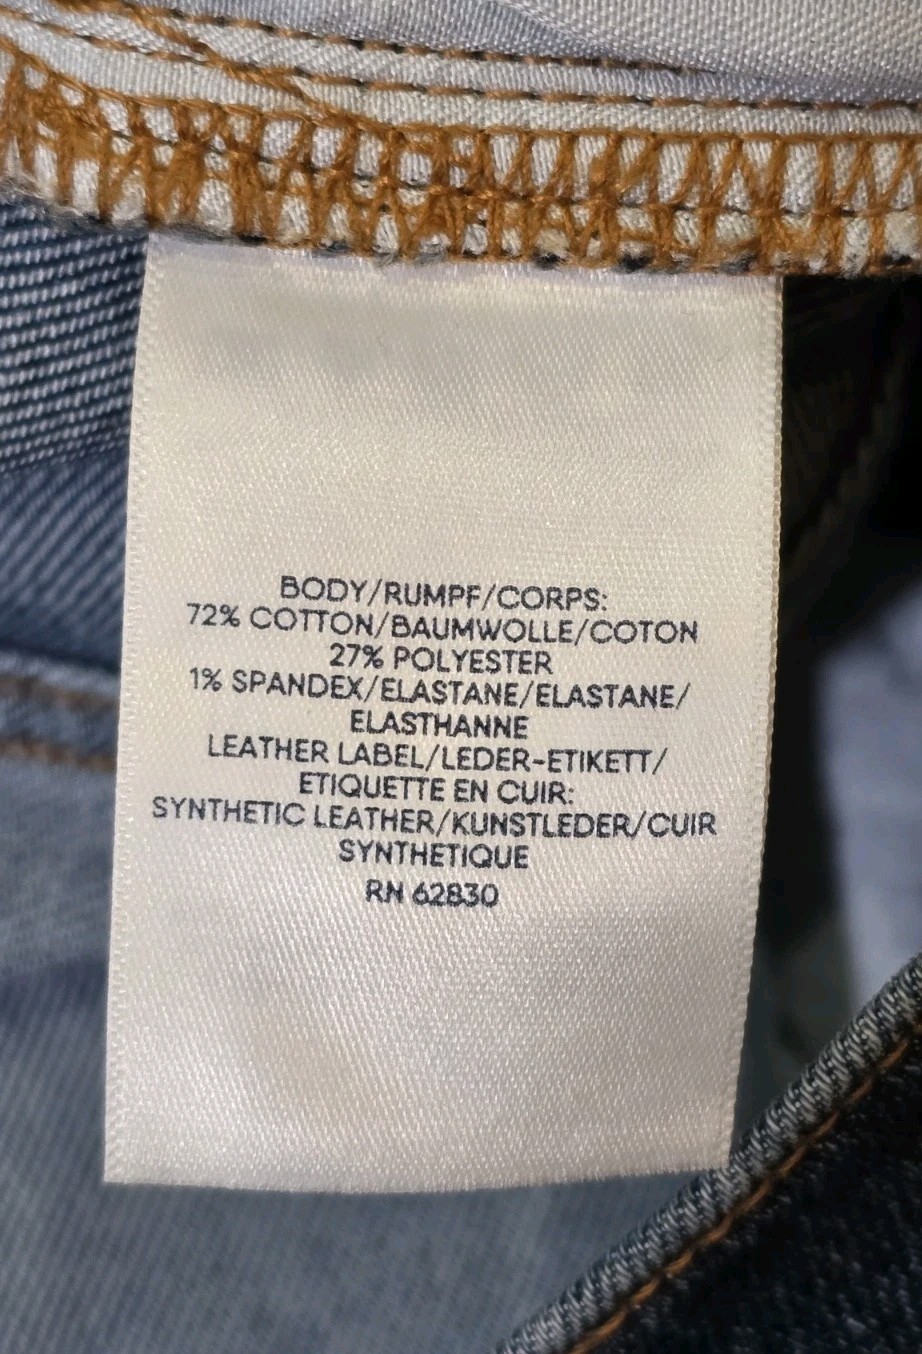 BODY/RUMPF/CORPS:
72% COTTON/BAUMWOLLE/COTON
27% POLYESTER
1% SPANDEX/ELASTANE/ELASTANE/
ELASTHANNE
LEATHER LABEL/LEDER-ETIKETT/
ETIQUETTE EN CUIR:
SYNTHETIC LEATHER/KUNSTLEDER/CUIR
SYNTHETIQUE
RN 62830